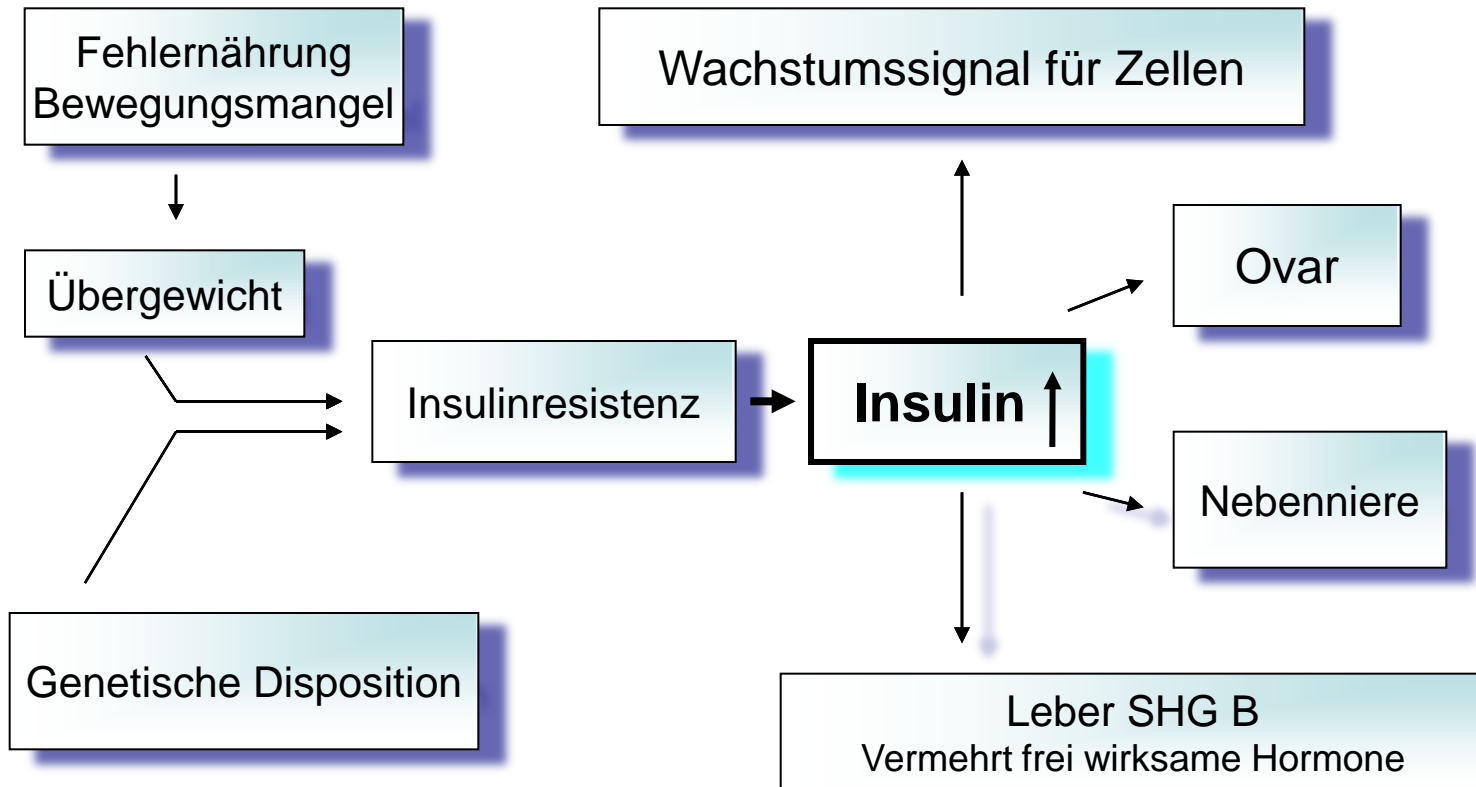 Fehlernährung
Bewegungsmangel
Wachstumssignal für Zellen
Übergewicht
Ovar
Insulinresistenz
Insulin
Nebenniere
Genetische Disposition
Leber SHG B
Vermehrt frei wirksame Hormone